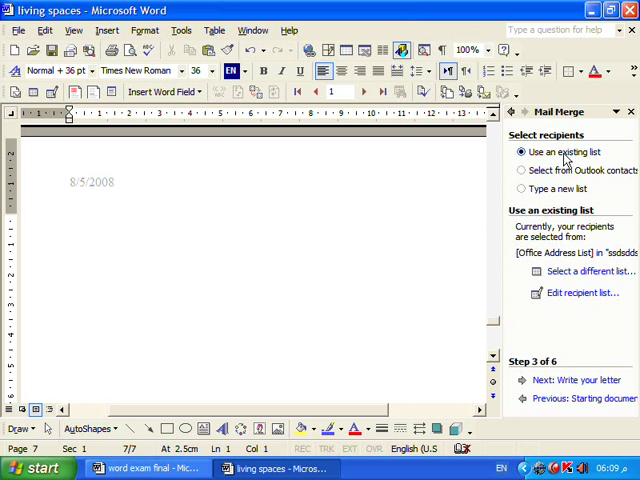 living spaces - Microsoft Word
File Edit View Insert Format Tools Table Window Help Type a question for help
100%
Normal + 36 pt Times New Roman 36 EN B I U
Insert Word Field 1
Mail Merge
Select recipients
Use an existing list
Select from Outlook contacts
Type a new list
8/5/2008
Use an existing list
Currently, your recipients
are selected from:
[Office Address List] in "ssdsdds
Select a different list...
Edit recipient list...
Step 3 of 6
Next: Write your letter
Previous: Starting documen
Draw AutoShapes
Page 7 Sec 1 7/7 At 2.5cm Ln 1 Col 1 REC TRK EXT OVR English (U.S
start word exam final - Mic... living spaces - Microso... EN 06:09 م